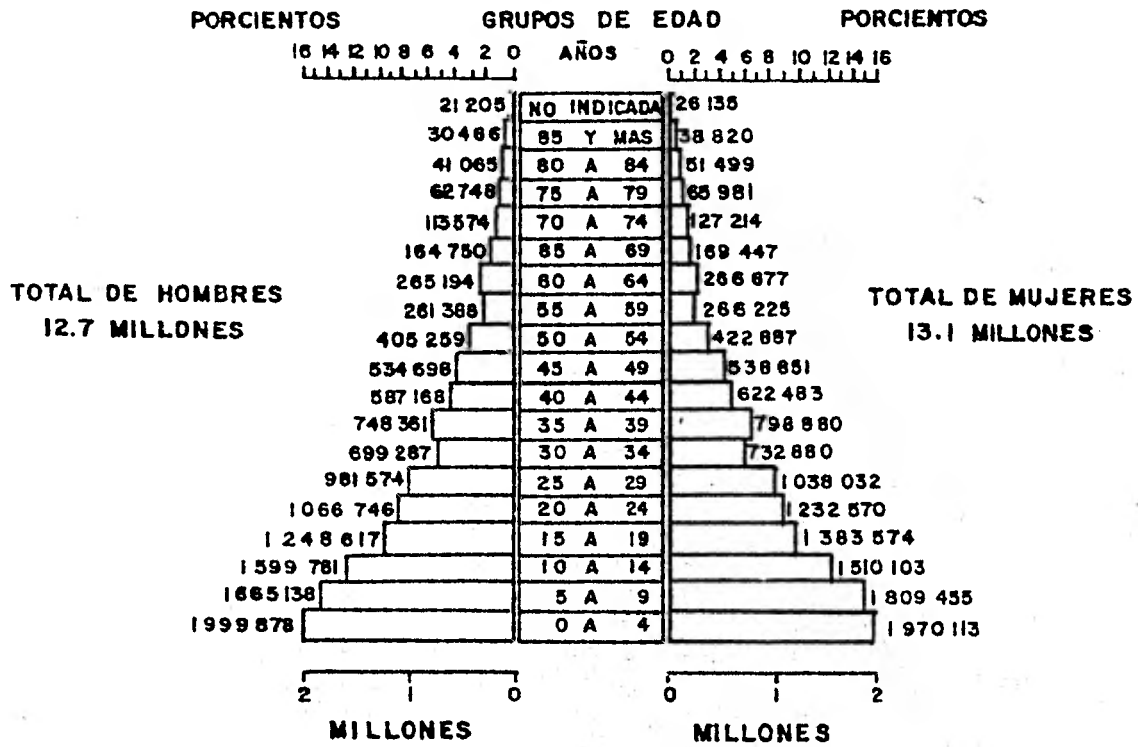 PORCIENTOS GRUPOS DE EDAD PORCIENTOS
16 14 12 10 8 6 4 2 0 AÑOS 0 2 4 6 8 10 12 14 16
21 205 NO INDICADA 26 135
30 466 85 Y MAS 38 820
41 065 80 A 84 51 499
62 748 75 A 79 65 981
113574 70 A 74 127 214
164 750 85 A 69 169 447
265 194 60 A 64 266 677
261 388 55 A 59 266 225
405 259 50 A 54 422 887
534 698 45 A 49 538 651
587 168 40 A 44 622 483
748 361 35 A 39 798 880
699 287 30 A 34 732 880
981 574 25 A 29 1 038 032
1 066 746 20 A 24 1 232 570
1 248 617 15 A 19 1 383 574
1 599 761 10 A 14 1 510 103
1 665 138 5 A 9 1 809 455
1 999 878 0 A 4 1 970 113
TOTAL DE HOMBRES
12.7 MILLONES
TOTAL DE MUJERES
13.1 MILLONES
2 1 0 0 1 2
MILLONES MILLONES